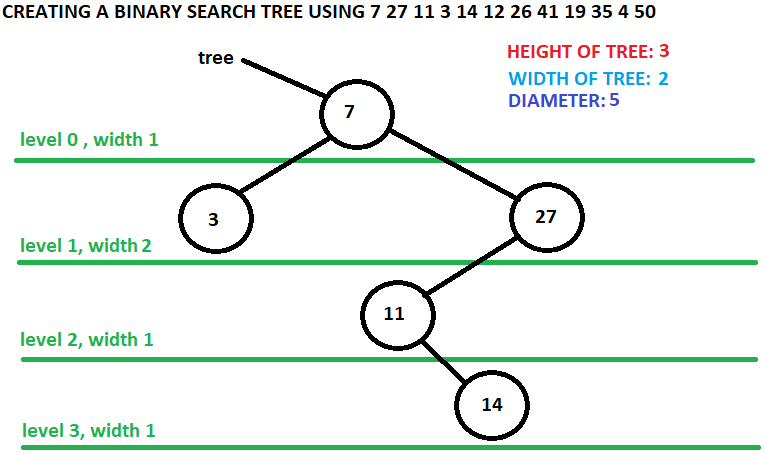 CREATING A BINARY SEARCH TREE USING 7 27 11 3 14 12 26 41 19 35 4 50
tree
HEIGHT OF TREE: 3
WIDTH OF TREE: 2
DIAMETER: 5
7
level 0 , width 1
3
27
level 1, width 2
11
level 2, width 1
14
level 3, width 1